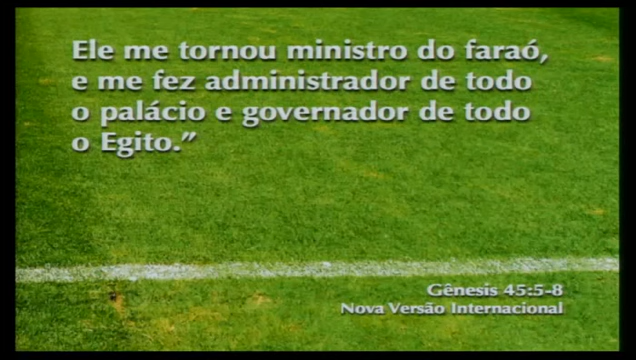 Ele me tornou ministro do faraó,
e me fez administrador de todo
o palácio e governador de todo
o Egito.”
Gênesis 45:5-8
Nova Versão Internacional